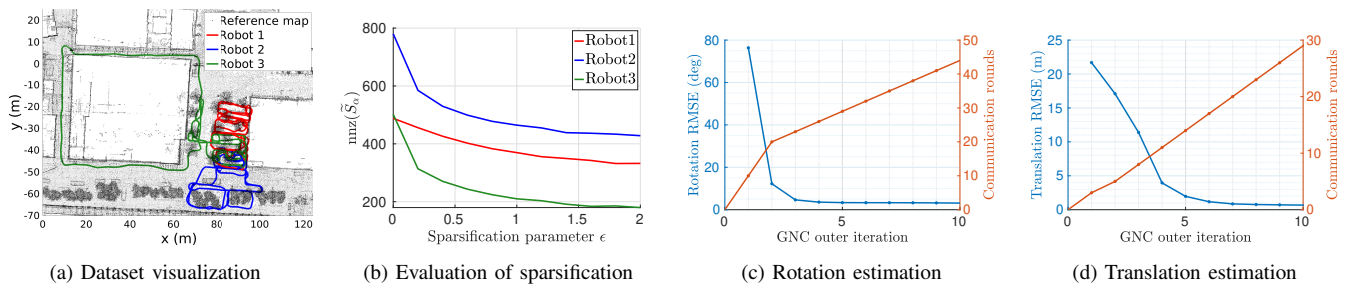 20
10
0
-10
-20
-30
-40
-50
-60
-70
y (m)
0
20
40
60
80
100
120
x (m)
Reference map
Robot 1
Robot 2
Robot 3
(a) Dataset visualization
800
600
400
200
nnz(S̃α)
0
0.5
1
1.5
2
Sparsification parameter ϵ
Robot1
Robot2
Robot3
(b) Evaluation of sparsification
80
60
40
20
0
Rotation RMSE (deg)
50
40
30
20
10
0
Communication rounds
0
5
10
GNC outer iteration
(c) Rotation estimation
25
20
15
10
5
0
Translation RMSE (m)
30
20
10
0
Communication rounds
0
5
10
GNC outer iteration
(d) Translation estimation